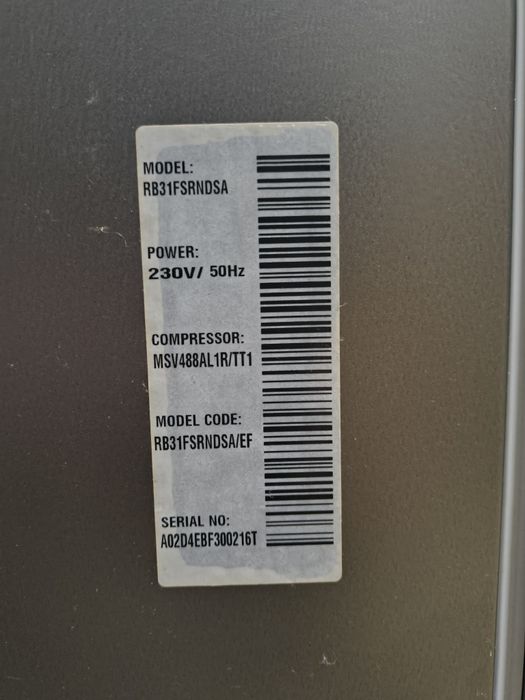 MODEL:
RB31FSRNDSA
POWER:
230V/ 50Hz
COMPRESSOR:
MSV488AL1R/TT1
MODEL CODE:
RB31FSRNDSA/EF
SERIAL NO:
A02D4EBF300216T